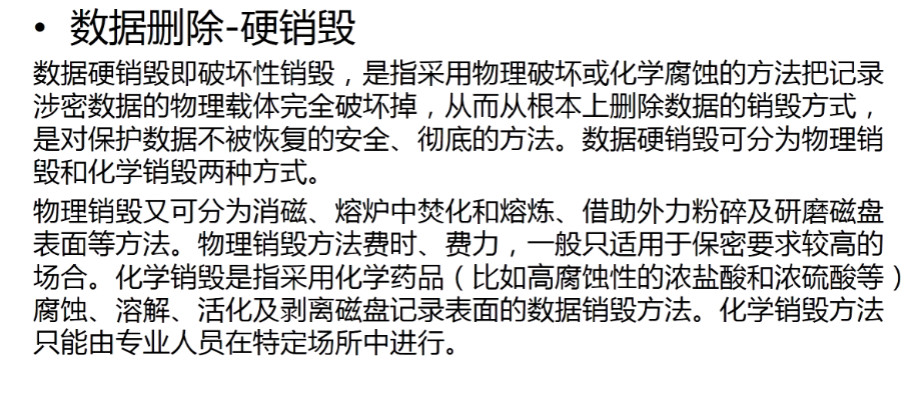 • 数据删除-硬销毁
数据硬销毁即破坏性销毁，是指采用物理破坏或化学腐蚀的方法把记录
涉密数据的物理载体完全破坏掉，从而从根本上删除数据的销毁方式，
是对保护数据不被恢复的安全、彻底的方法。数据硬销毁可分为物理销
毁和化学销毁两种方式。
物理销毁又可分为消磁、熔炉中焚化和熔炼、借助外力粉碎及研磨磁盘
表面等方法。物理销毁方法费时、费力，一般只适用于保密要求较高的
场合。化学销毁是指采用化学药品（比如高腐蚀性的浓盐酸和浓硫酸等）
腐蚀、溶解、活化及剥离磁盘记录表面的数据销毁方法。化学销毁方法
只能由专业人员在特定场所中进行。